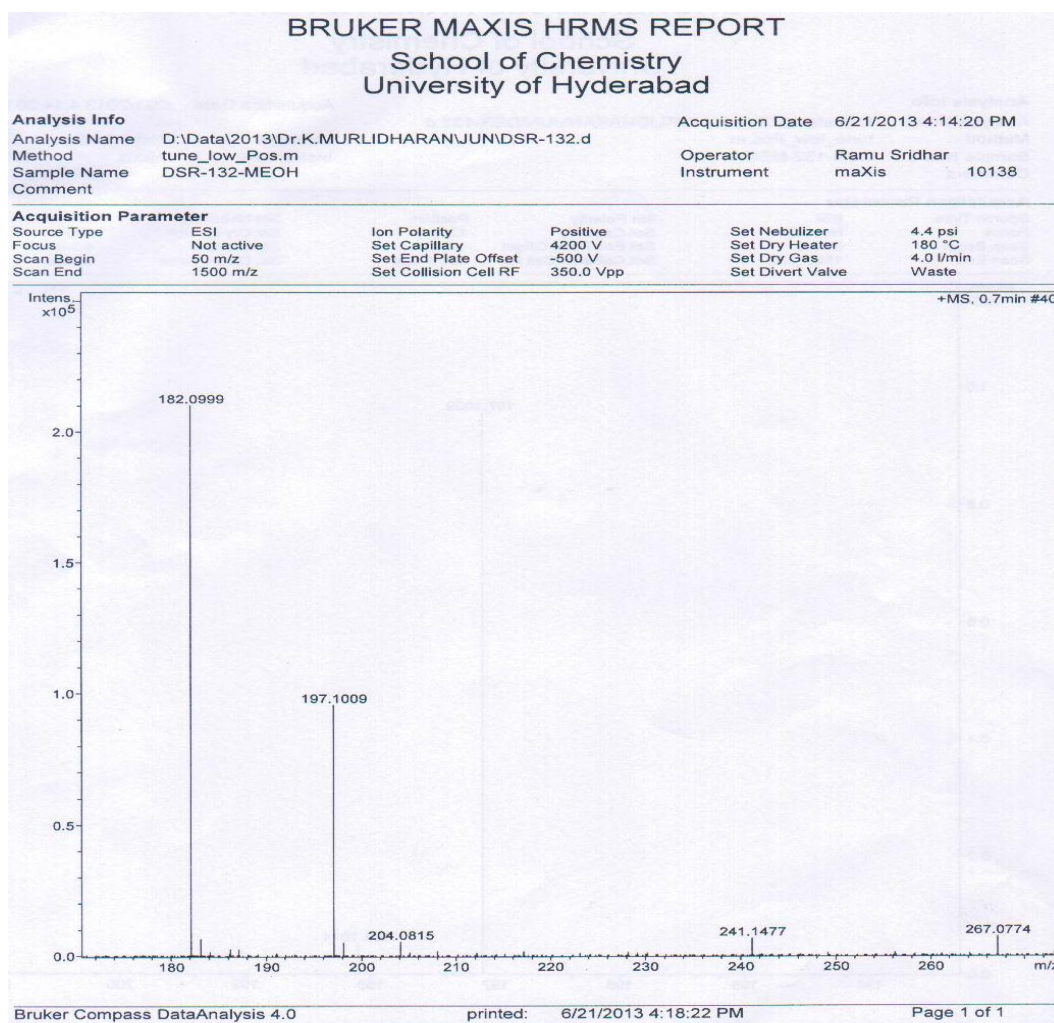 BRUKER MAXIS HRMS REPORT
School of Chemistry
University of Hyderabad
Analysis Info
Acquisition Date 6/21/2013 4:14:20 PM
Analysis Name D:\Data\2013\Dr.K.MURLIDHARAN\JUN\DSR-132.d
Method tune_low_Pos.m
Operator Ramu Sridhar
Sample Name DSR-132-MEOH
Instrument maXis 10138
Comment
Acquisition Parameter
Source Type ESI Ion Polarity Positive Set Nebulizer 4.4 psi
Focus Not active Set Capillary 4200 V Set Dry Heater 180 °C
Scan Begin 50 m/z Set End Plate Offset -500 V Set Dry Gas 4.0 l/min
Scan End 1500 m/z Set Collision Cell RF 350.0 Vpp Set Divert Valve Waste
Intens.
x10⁵
+MS, 0.7min #40
182.0999
2.0
1.5
197.1009
1.0
0.5
204.0815
241.1477
267.0774
0.0
180 190 200 210 220 230 240 250 260 m/z
Bruker Compass DataAnalysis 4.0 printed: 6/21/2013 4:18:22 PM Page 1 of 1